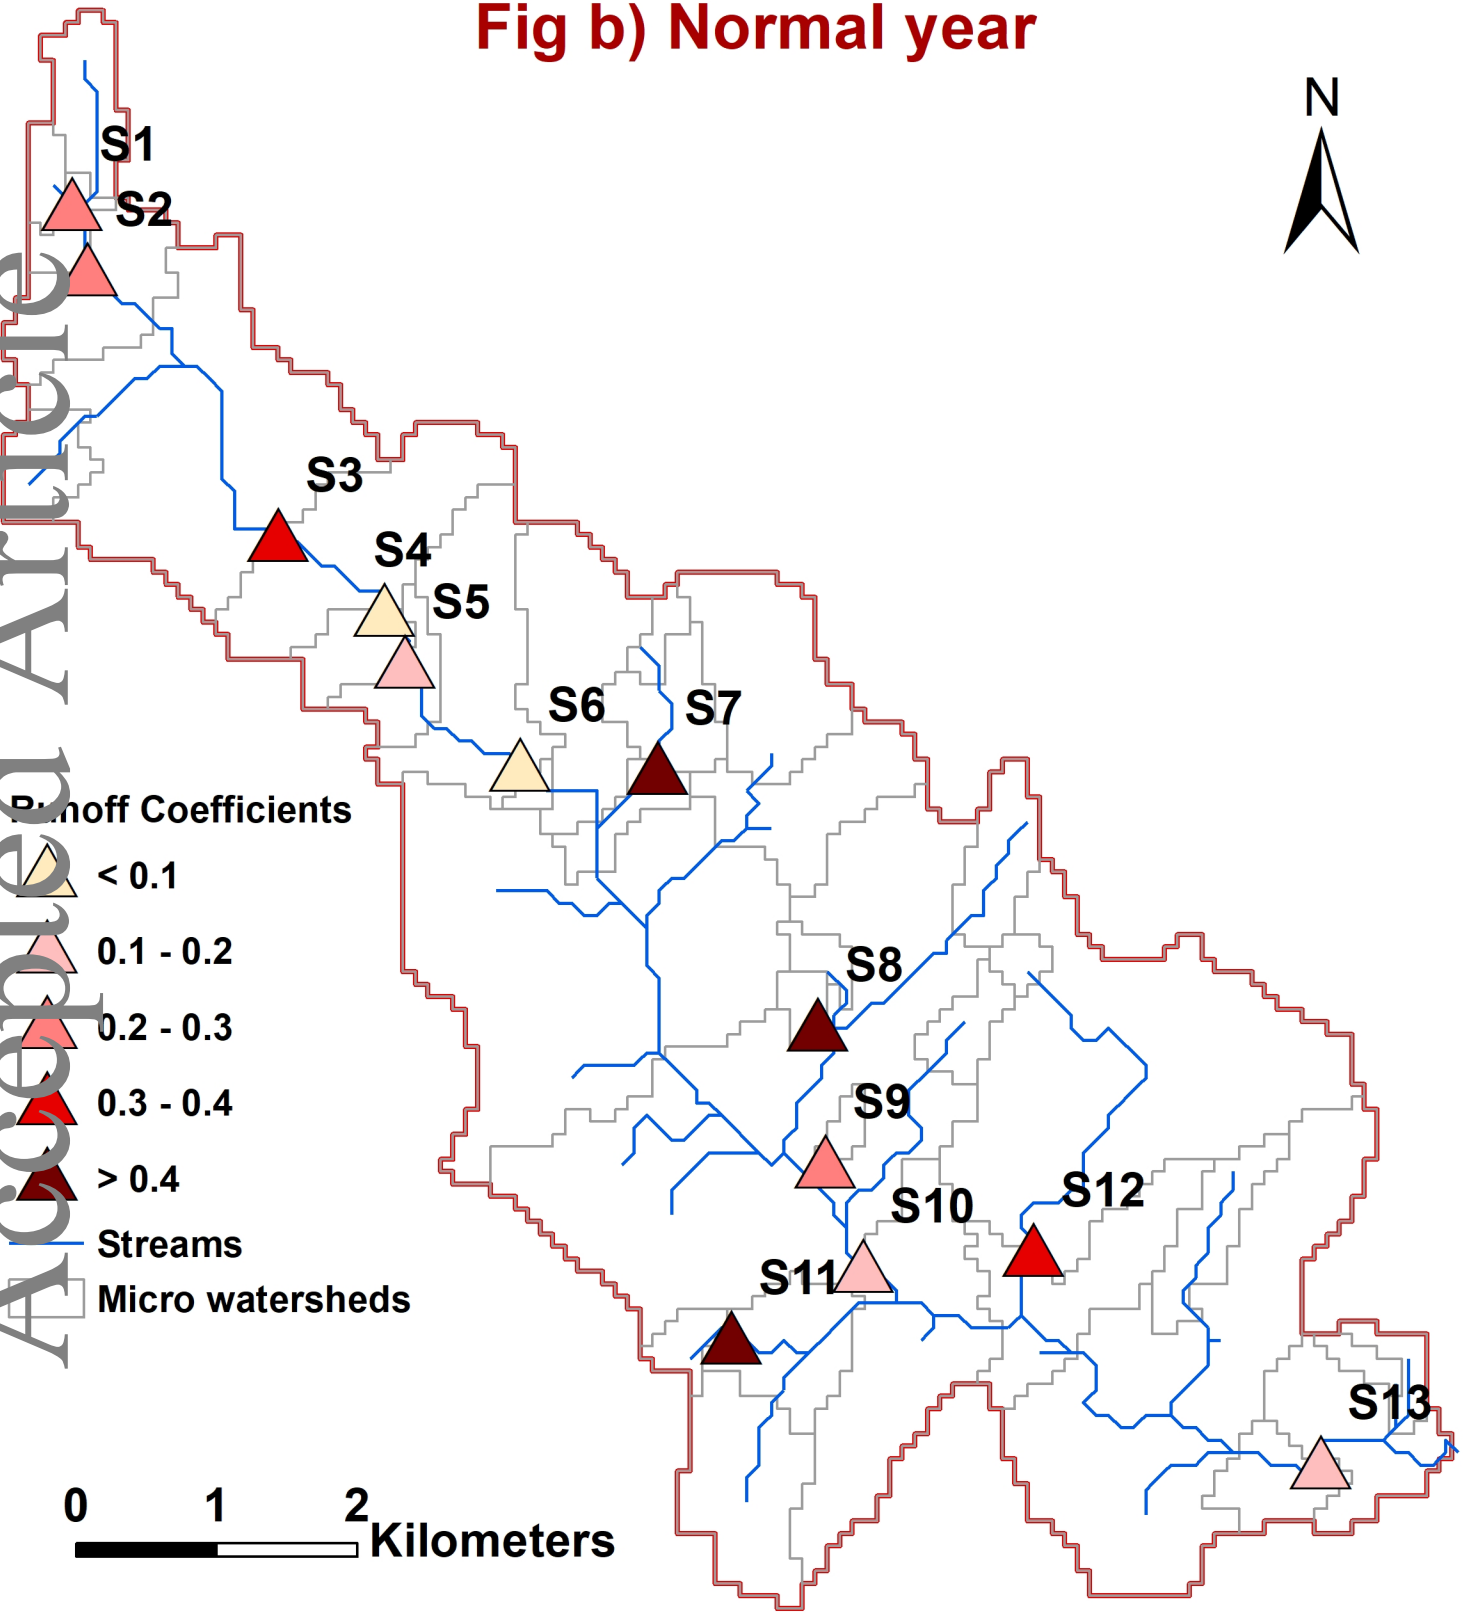 Fig b) Normal year
N
S1
S2
S3
S4
S5
S6
S7
S8
S9
S10
S11
S12
S13
Runoff Coefficients
< 0.1
0.1 - 0.2
0.2 - 0.3
0.3 - 0.4
> 0.4
Streams
Micro watersheds
0 1 2
Kilometers
Accepted Article